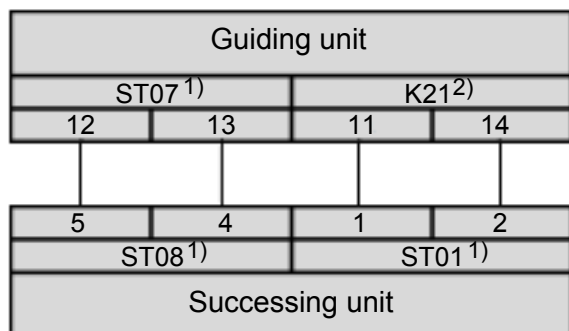 Guiding unit
ST07 1) K21 2)
12 13 11 14
5 4 1 2
ST08 1) ST01 1)
Successing unit